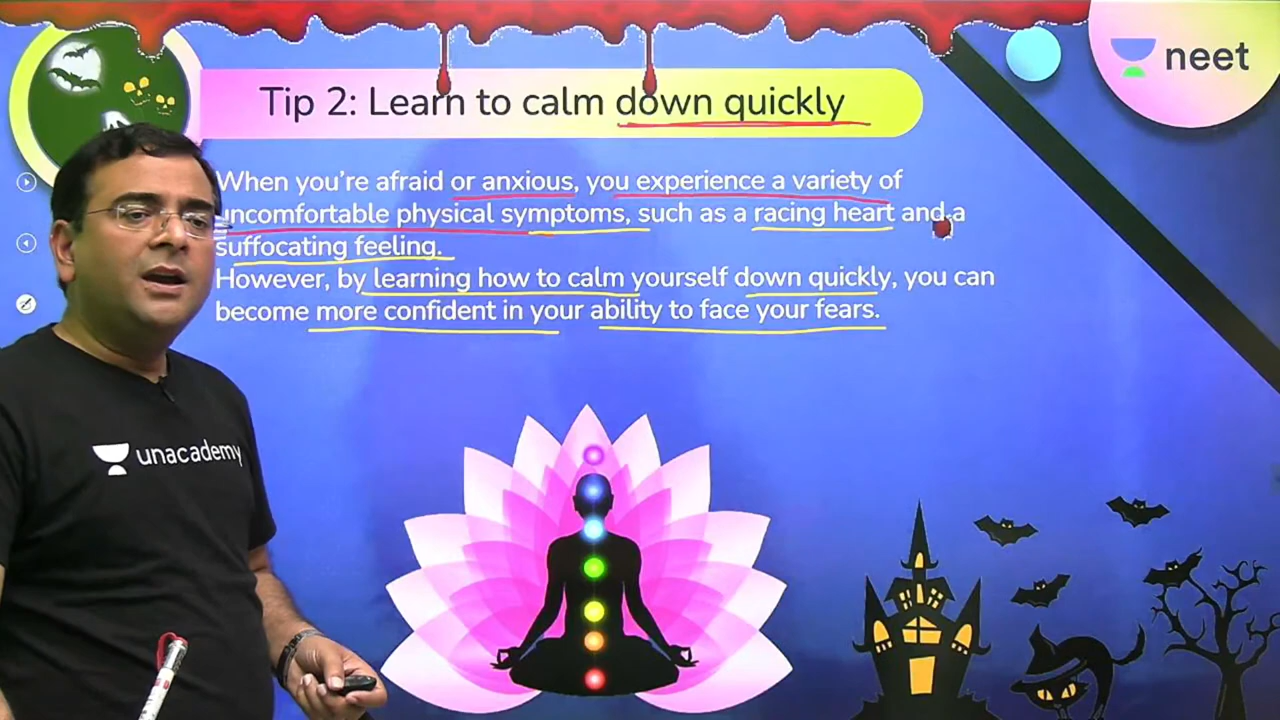 neet
Tip 2: Learn to calm down quickly
When you’re afraid or anxious, you experience a variety of
uncomfortable physical symptoms, such as a racing heart and a
suffocating feeling.
However, by learning how to calm yourself down quickly, you can
become more confident in your ability to face your fears.
unacademy